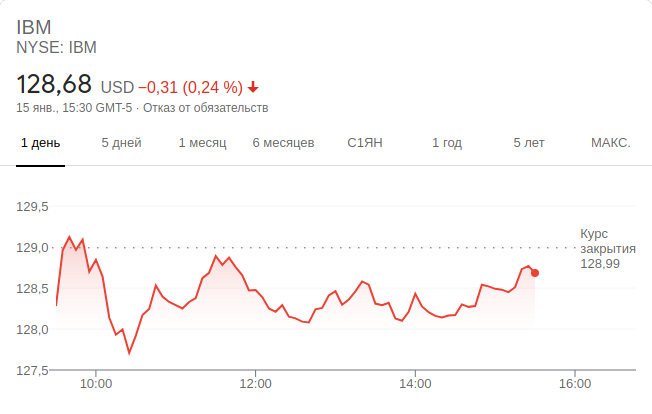 IBM
NYSE: IBM
128,68 USD −0,31 (0,24 %)
15 янв., 15:30 GMT-5 · Отказ от обязательств
1 день 5 дней 1 месяц 6 месяцев С1ЯН 1 год 5 лет МАКС.
129,5
129,0
128,5
128,0
127,5
Курс
закрытия
128,99
10:00 12:00 14:00 16:00